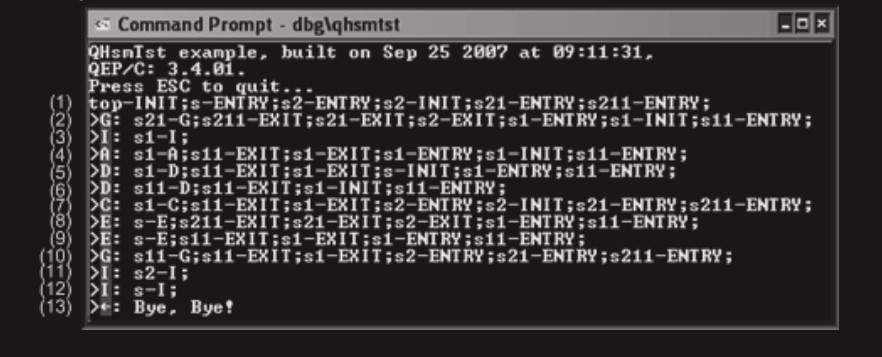 Command Prompt - dbg\qhsmtst
QHsmTst example, built on Sep 25 2007 at 09:11:31,
QEP/C: 3.4.01.
Press ESC to quit...
(1) top-INIT;s-ENTRY;s2-ENTRY;s2-INIT;s21-ENTRY;s211-ENTRY;
(2) >G: s21-G;s211-EXIT;s21-EXIT;s2-EXIT;s1-ENTRY;s1-INIT;s11-ENTRY;
(3) >I: s1-I;
(4) >A: s1-A;s11-EXIT;s1-EXIT;s1-ENTRY;s1-INIT;s11-ENTRY;
(5) >D: s1-D;s11-EXIT;s1-EXIT;s-INIT;s1-ENTRY;s11-ENTRY;
(6) >D: s11-D;s11-EXIT;s1-INIT;s11-ENTRY;
(7) >C: s1-C;s11-EXIT;s1-EXIT;s2-ENTRY;s2-INIT;s21-ENTRY;s211-ENTRY;
(8) >E: s-E;s211-EXIT;s21-EXIT;s2-EXIT;s1-ENTRY;s11-ENTRY;
(9) >E: s-E;s11-EXIT;s1-EXIT;s1-ENTRY;s11-ENTRY;
(10) >G: s11-G;s11-EXIT;s1-EXIT;s2-ENTRY;s21-ENTRY;s211-ENTRY;
(11) >I: s2-I;
(12) >I: s-I;
(13) >←: Bye, Bye!